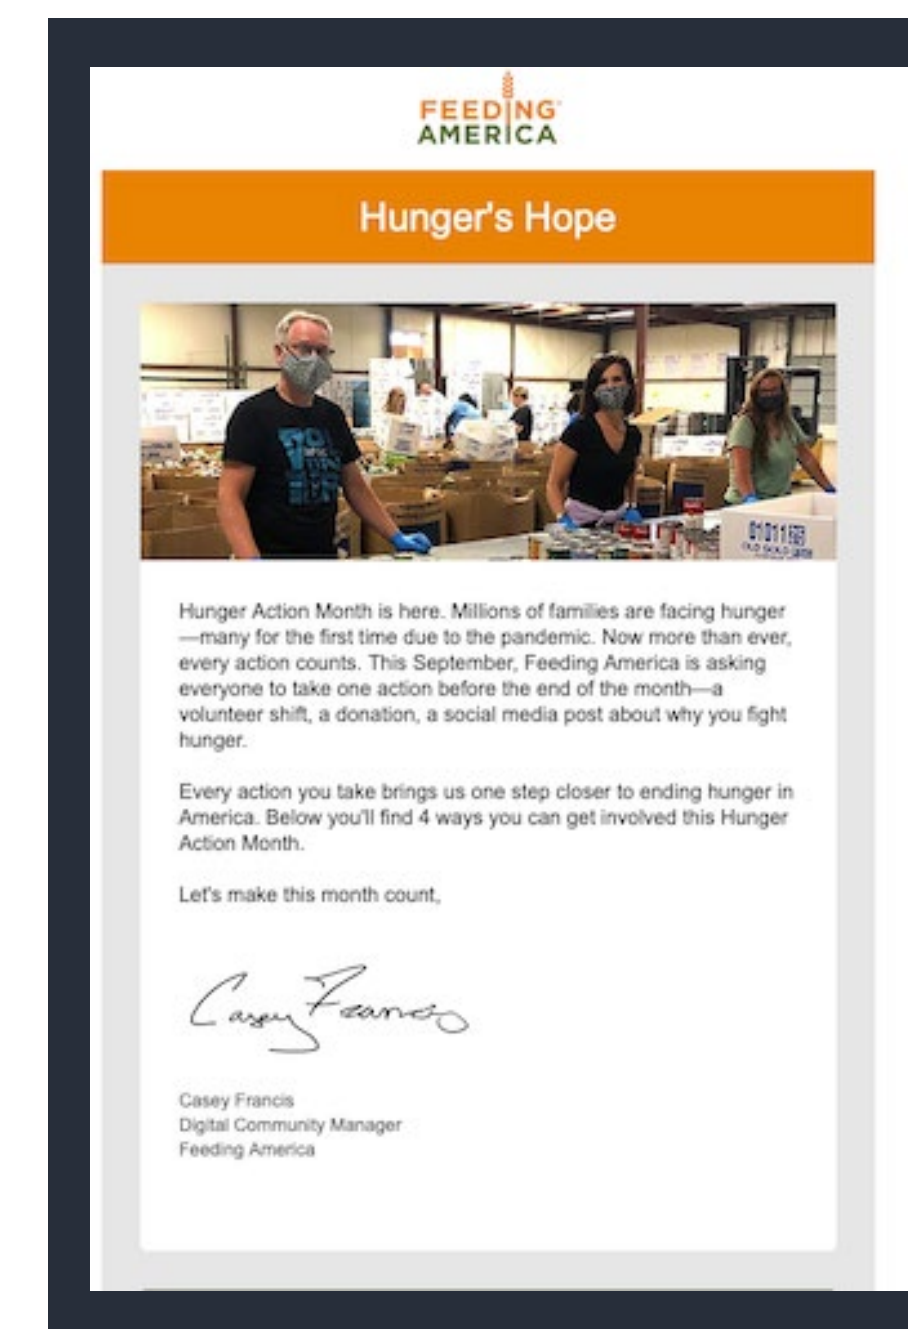 FEEDING
AMERICA
Hunger's Hope
01011
Hunger Action Month is here. Millions of families are facing hunger
—many for the first time due to the pandemic. Now more than ever,
every action counts. This September, Feeding America is asking
everyone to take one action before the end of the month—a
volunteer shift, a donation, a social media post about why you fight
hunger.
Every action you take brings us one step closer to ending hunger in
America. Below you'll find 4 ways you can get involved this Hunger
Action Month.
Let's make this month count,
Casey Francis
Casey Francis
Digital Community Manager
Feeding America